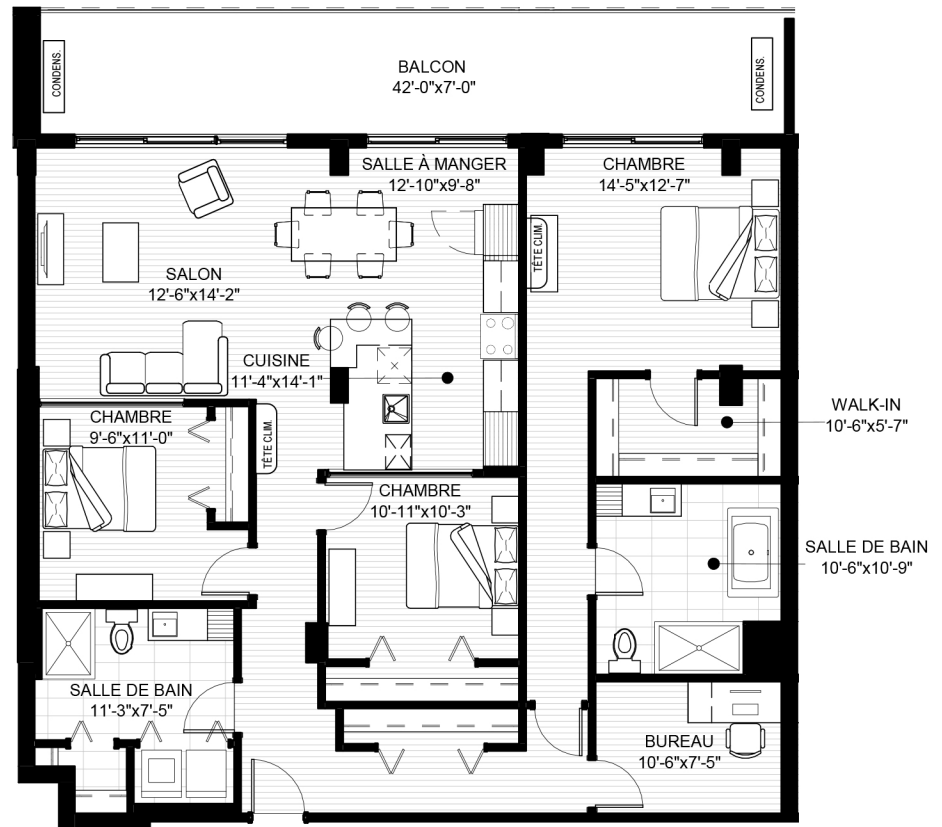 BALCON
42'-0"x7'-0"
CONDENS.
CONDENS.
SALLE À MANGER
12'-10"x9'-8"
CHAMBRE
14'-5"x12'-7"
TÊTE CLIM.
SALON
12'-6"x14'-2"
CUISINE
11'-4"x14'-1"
CHAMBRE
9'-6"x11'-0"
TÊTE CLIM.
WALK-IN
10'-6"x5'-7"
CHAMBRE
10'-11"x10'-3"
SALLE DE BAIN
10'-6"x10'-9"
SALLE DE BAIN
11'-3"x7'-5"
BUREAU
10'-6"x7'-5"